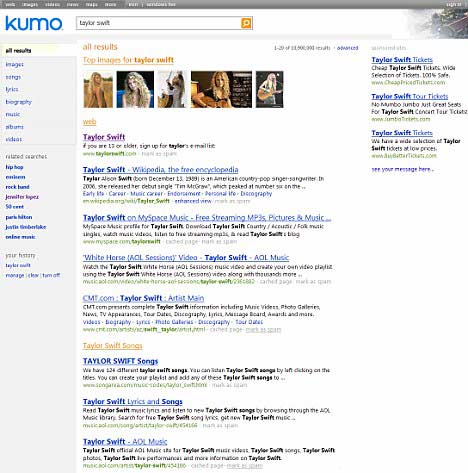 web images video news maps more MSN windows live sign in
kumo
taylor swift
all results
images
songs
lyrics
biography
music
albums
videos
related searches
hip hop
eminem
rock band
jennifer lopez
50 cent
park hilton
justin timberlake
online music
your history
taylor swift
manage | clear | turn off
all results
1-20 of 10,900,000 results · advanced
Top images for taylor swift
web
Taylor Swift
if you are 13 or older, sign up for taylor's e-mail list
www.taylorswift.com · mark as spam
Taylor Swift - Wikipedia, the free encyclopedia
Taylor Alison Swift (born December 13, 1989) is an American country-pop singer-songwriter. In
2006, she released her debut single "Tim McGraw", which peaked at number six on the ...
Early life · Career · Music career · Endorsement · Personal life · Discography
en.wikipedia.org/wiki/Taylor_Swift · enhanced view · mark as spam
Taylor Swift on MySpace Music - Free Streaming MP3s, Pictures & Music ...
MySpace Music profile for Taylor Swift. Download Taylor Swift Country / Acoustic / Folk music
singles, watch music videos, listen to free streaming mp3s, & read Taylor Swift's blog
www.myspace.com/taylorswift · cached page · mark as spam
'White Horse (AOL Sessions)' Video - Taylor Swift - AOL Music
Watch the Taylor Swift White Horse (AOL Sessions) music video and create your own video playlist
using the Taylor Swift White Horse (AOL Sessions) video along with thousands more ...
music.aol.com/video/white-horse-aol-sessions/taylor-swift/2361882 · cached page · mark as spam
CMT.com : Taylor Swift : Artist Main
CMT.com presents complete Taylor Swift information including Music Videos, Photo Galleries,
News, TV Appearances, Tour Dates, Discography, Lyrics, Message Board, Awards and more.
Videos · Biography · Lyrics · Photo Galleries · Discography · Tour Dates
www.cmt.com/artists/az/swift_taylor/artist.jhtml · cached page · mark as spam
Taylor Swift Songs
TAYLOR SWIFT Songs
We have 124 different taylor swift songs. You can listen Taylor Swift songs by left clicking on the
titles. You can create your playlist and add any of these Taylor Swift songs to ...
mark as spam
Taylor Swift Lyrics and Songs
Read Taylor Swift music lyrics and listen to new Taylor Swift songs by browsing through the AOL
Music library. Search for free Taylor Swift song lyrics, get new Taylor Swift music ...
music.aol.com/song/artist/taylor-swift/454166 · cached page · mark as spam
Taylor Swift - AOL Music
Taylor Swift official AOL Music site for Taylor Swift music videos, Taylor Swift songs, Taylor Swift
photos, Taylor Swift live performances and more information on Taylor Swift.
music.aol.com/artist/taylor-swift/454166 · cached page · mark as spam
sponsored sites
Taylor Swift Tickets
Cheap Taylor Swift Tickets. Wide
Selection of Tickets. 100% Safe.
www.CheapPricedTickets.com
Taylor Swift Tour Tickets
No-Mumbo Jumbo Just Great Seats
For Taylor Swift Concert Tour Tickets
www.JumboTickets.com
Taylor Swift Tickets
We have a wide selection of Taylor
Swift tickets at low prices.
www.BuyBetterTickets.com
see your message here...